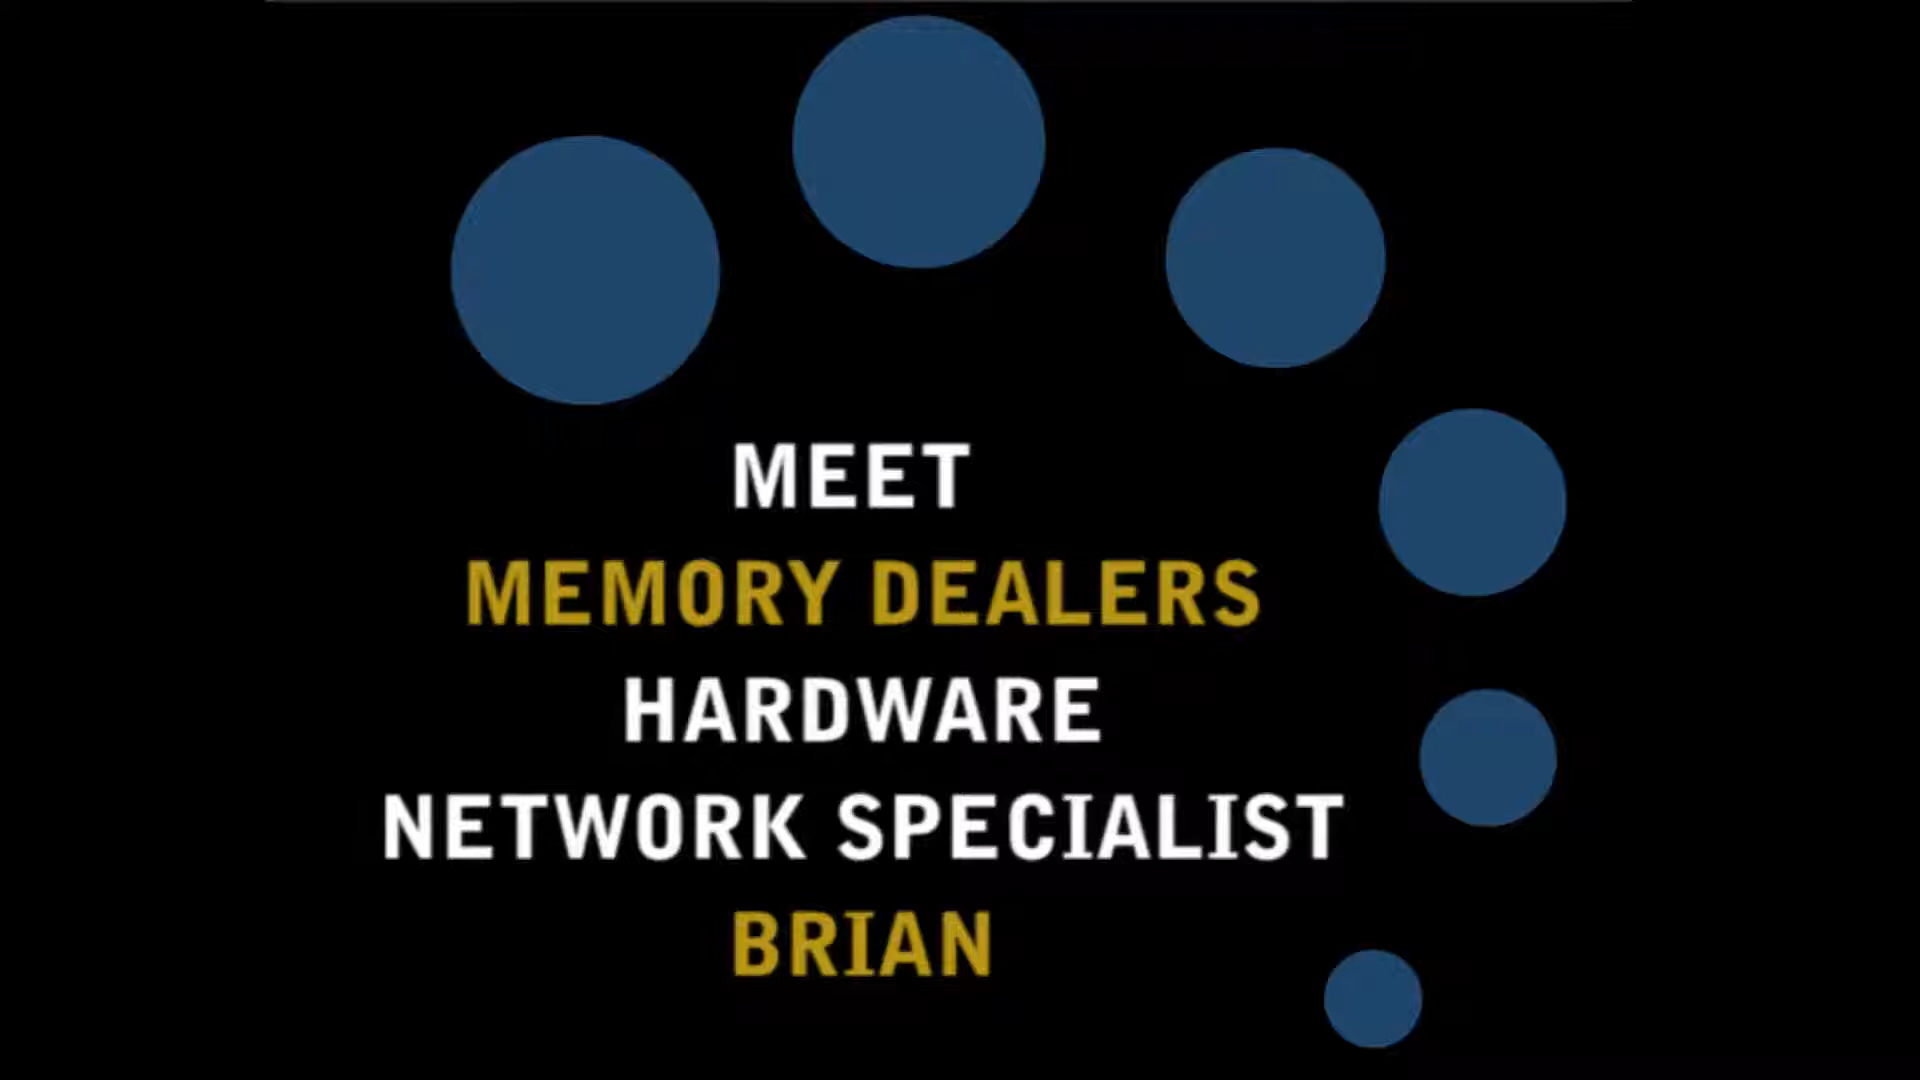 MEET
MEMORY DEALERS
HARDWARE
NETWORK SPECIALIST
BRIAN